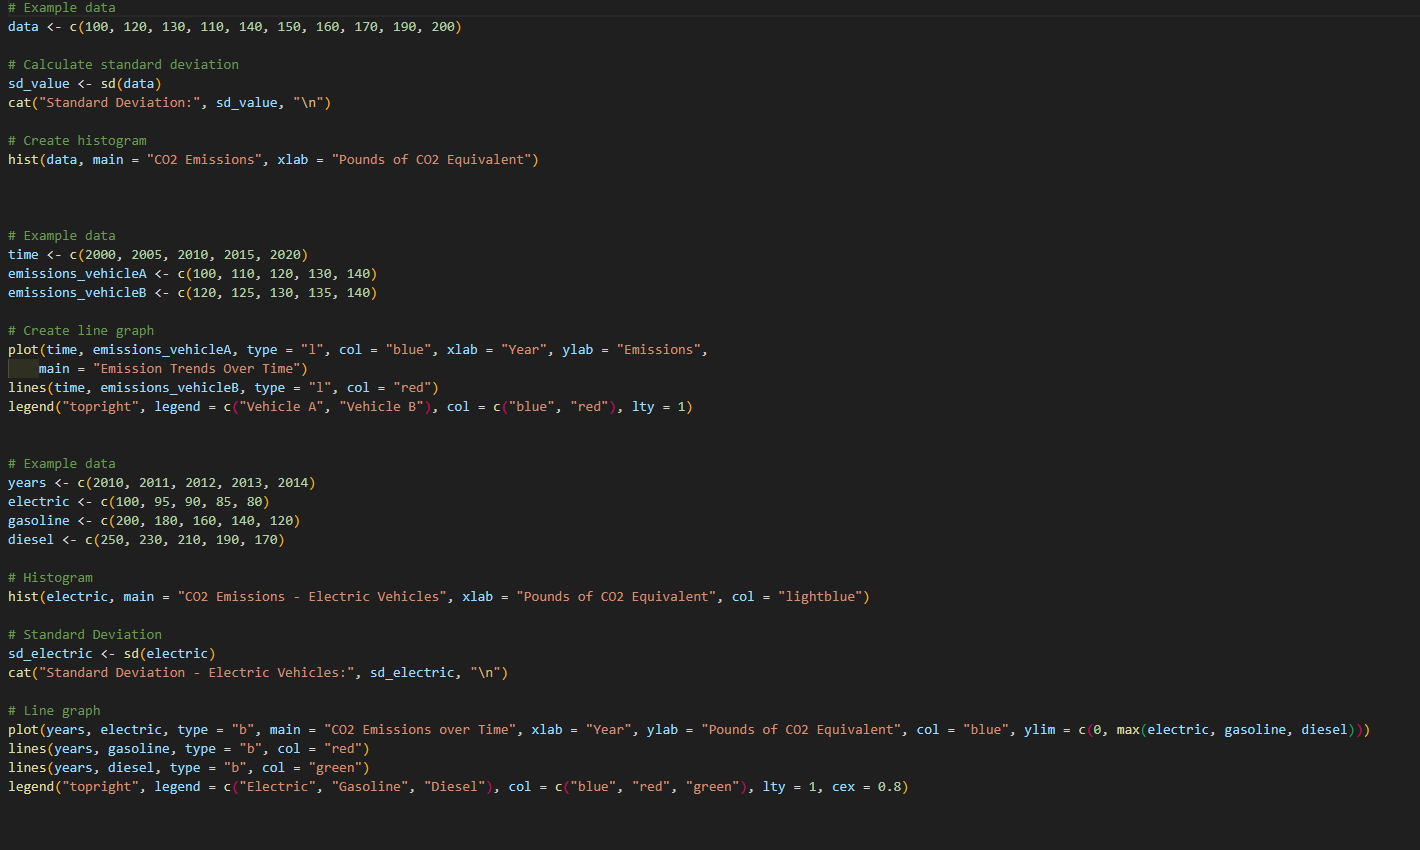 # Example data
data <- c(100, 120, 130, 110, 140, 150, 160, 170, 190, 200)
# Calculate standard deviation
sd_value <- sd(data)
cat("Standard Deviation:", sd_value, "\n")
# Create histogram
hist(data, main = "CO2 Emissions", xlab = "Pounds of CO2 Equivalent")
# Example data
time <- c(2000, 2005, 2010, 2015, 2020)
emissions_vehicleA <- c(100, 110, 120, 130, 140)
emissions_vehicleB <- c(120, 125, 130, 135, 140)
# Create line graph
plot(time, emissions_vehicleA, type = "l", col = "blue", xlab = "Year", ylab = "Emissions",
    main = "Emission Trends Over Time")
lines(time, emissions_vehicleB, type = "l", col = "red")
legend("topright", legend = c("Vehicle A", "Vehicle B"), col = c("blue", "red"), lty = 1)
# Example data
years <- c(2010, 2011, 2012, 2013, 2014)
electric <- c(100, 95, 90, 85, 80)
gasoline <- c(200, 180, 160, 140, 120)
diesel <- c(250, 230, 210, 190, 170)
# Histogram
hist(electric, main = "CO2 Emissions - Electric Vehicles", xlab = "Pounds of CO2 Equivalent", col = "lightblue")
# Standard Deviation
sd_electric <- sd(electric)
cat("Standard Deviation - Electric Vehicles:", sd_electric, "\n")
# Line graph
plot(years, electric, type = "b", main = "CO2 Emissions over Time", xlab = "Year", ylab = "Pounds of CO2 Equivalent", col = "blue", ylim = c(0, max(electric, gasoline, diesel)))
lines(years, gasoline, type = "b", col = "red")
lines(years, diesel, type = "b", col = "green")
legend("topright", legend = c("Electric", "Gasoline", "Diesel"), col = c("blue", "red", "green"), lty = 1, cex = 0.8)